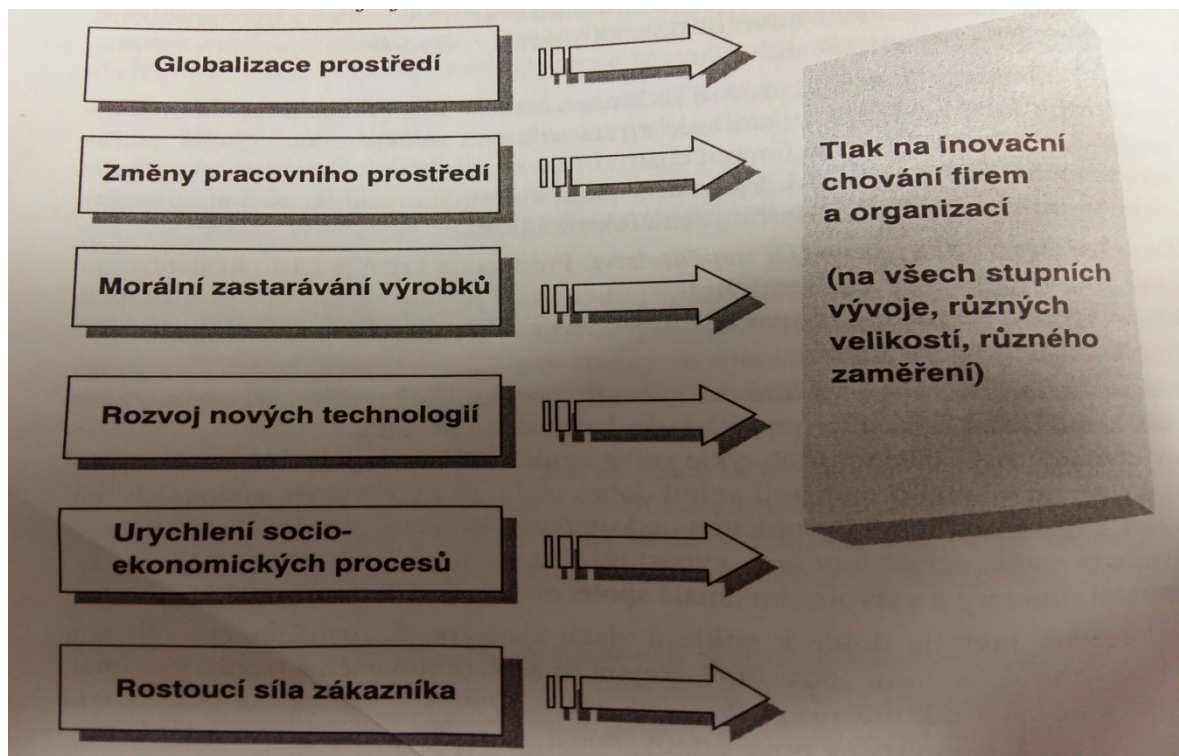 Globalizace prostředí
Změny pracovního prostředí
Morální zastarávání výrobků
Rozvoj nových technologií
Urychlení socio-
ekonomických procesů
Rostoucí síla zákazníka
Tlak na inovační
chování firem
a organizací
(na všech stupních
vývoje, různých
velikostí, různého
zaměření)